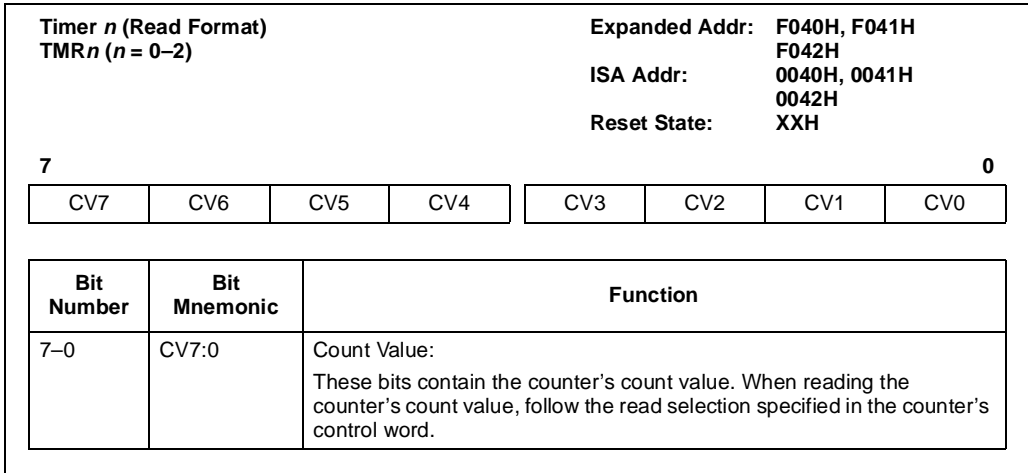 Timer n (Read Format)
TMRn (n = 0–2)
Expanded Addr: F040H, F041H
F042H
ISA Addr: 0040H, 0041H
0042H
Reset State: XXH
7 0
CV7 CV6 CV5 CV4 CV3 CV2 CV1 CV0
Bit Number Bit Mnemonic Function
7–0 CV7:0 Count Value:
These bits contain the counter’s count value. When reading the
counter’s count value, follow the read selection specified in the counter’s
control word.